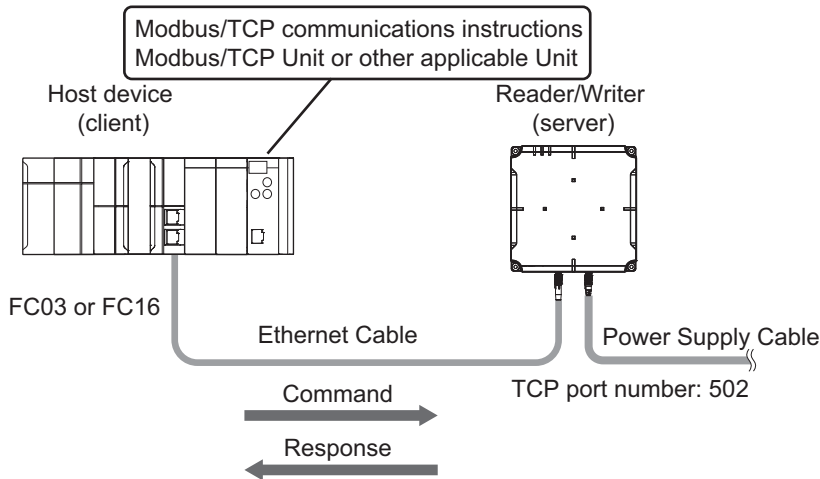 Modbus/TCP communications instructions
Modbus/TCP Unit or other applicable Unit
Host device
(client)
Reader/Writer
(server)
FC03 or FC16
Ethernet Cable
Power Supply Cable
TCP port number: 502
Command
Response